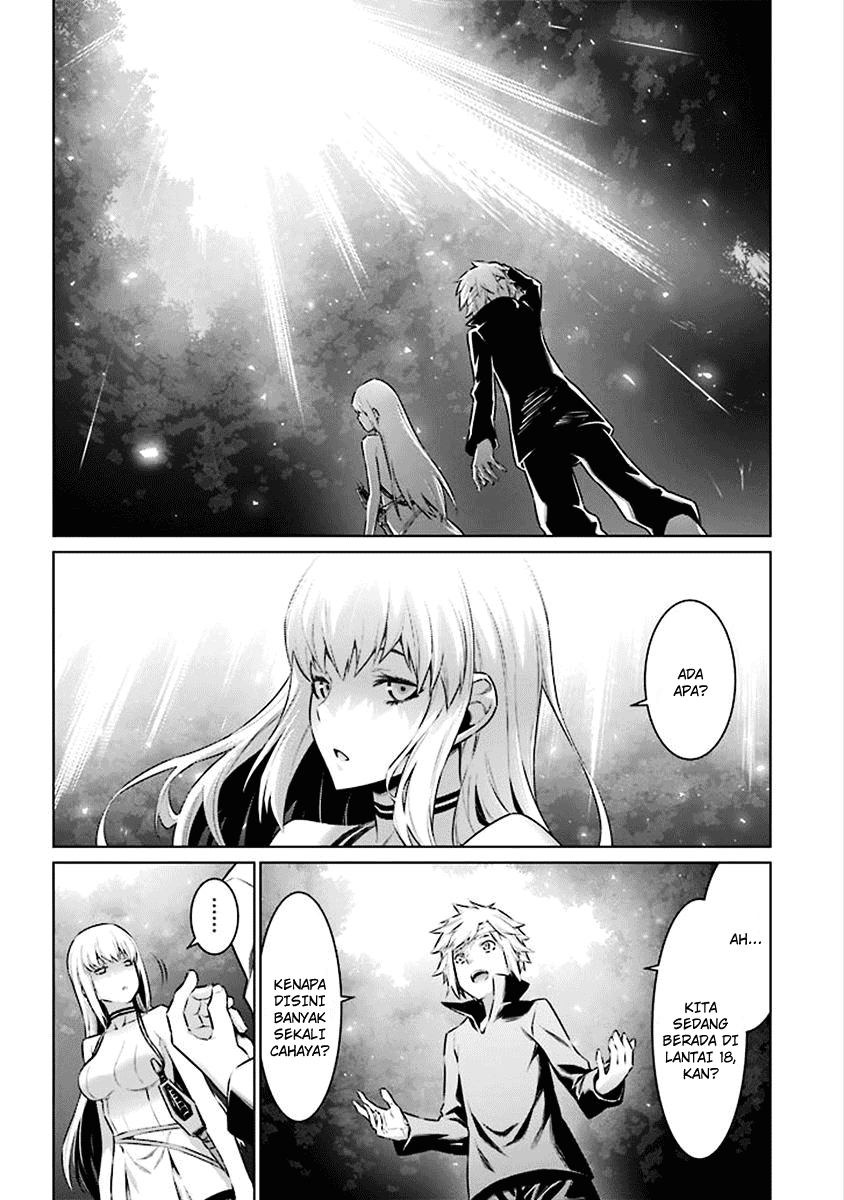 ADA
APA?
AH...
KITA
SEDANG
BERADA DI
LANTAI 18,
KAN?
KENAPA
DISINI
BANYAK
SEKALI
CAHAYA?
......